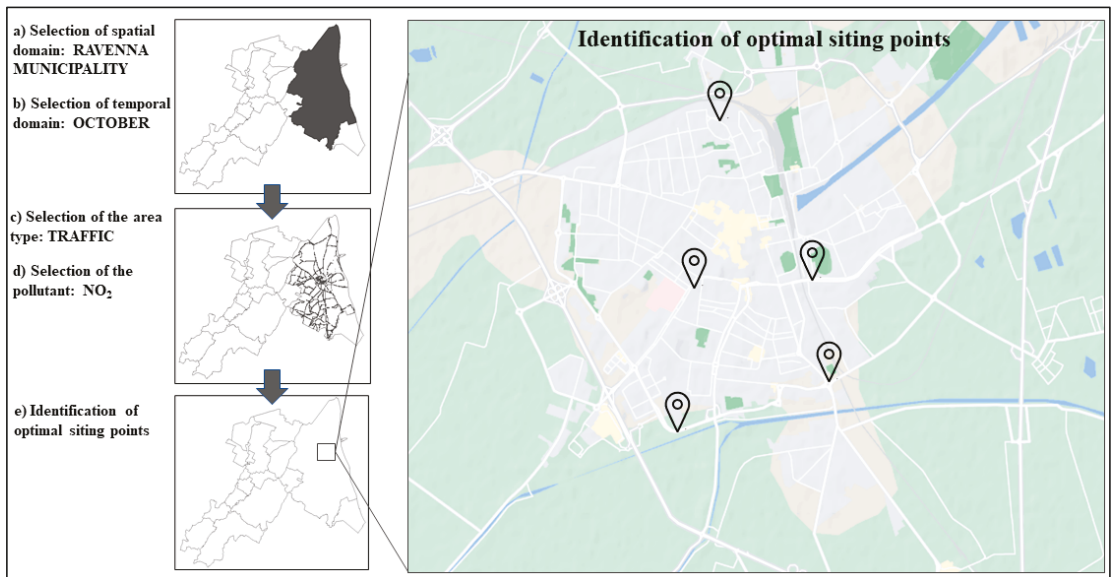 a) Selection of spatial
domain: RAVENNA
MUNICIPALITY
b) Selection of temporal
domain: OCTOBER
c) Selection of the area
type: TRAFFIC
d) Selection of the
pollutant: NO₂
e) Identification of
optimal siting points
Identification of optimal siting points